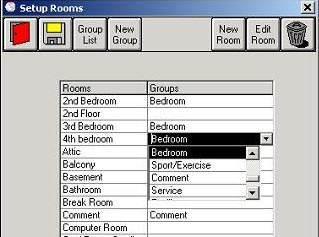 Setup Rooms
Group List
New Group
New Room
Edit Room
Rooms Groups
2nd Bedroom Bedroom
2nd Floor
3rd Bedroom Bedroom
4th bedroom Bedroom
Attic Bedroom
Balcony Sport/Exercise
Basement Comment
Bathroom Service
Break Room
Comment Comment
Computer Room